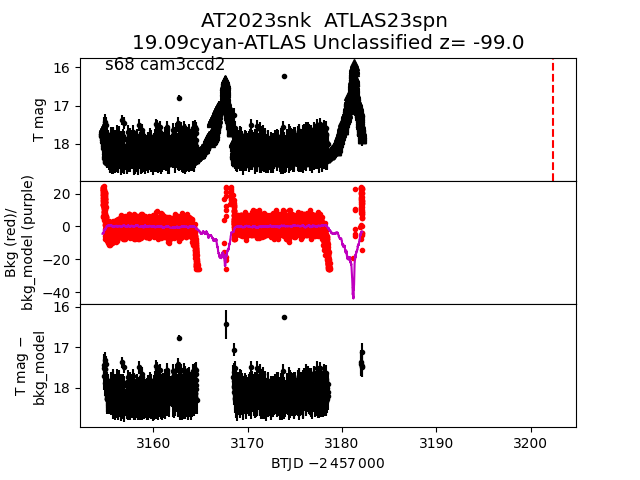 AT2023snk  ATLAS23spn
19.09cyan-ATLAS Unclassified z= -99.0
s68 cam3ccd2
16
17
18
T mag
20
0
−20
−40
Bkg (red)/
bkg_model (purple)
16
17
18
T mag −
bkg_model
3160 3170 3180 3190 3200
BTJD −2 457 000